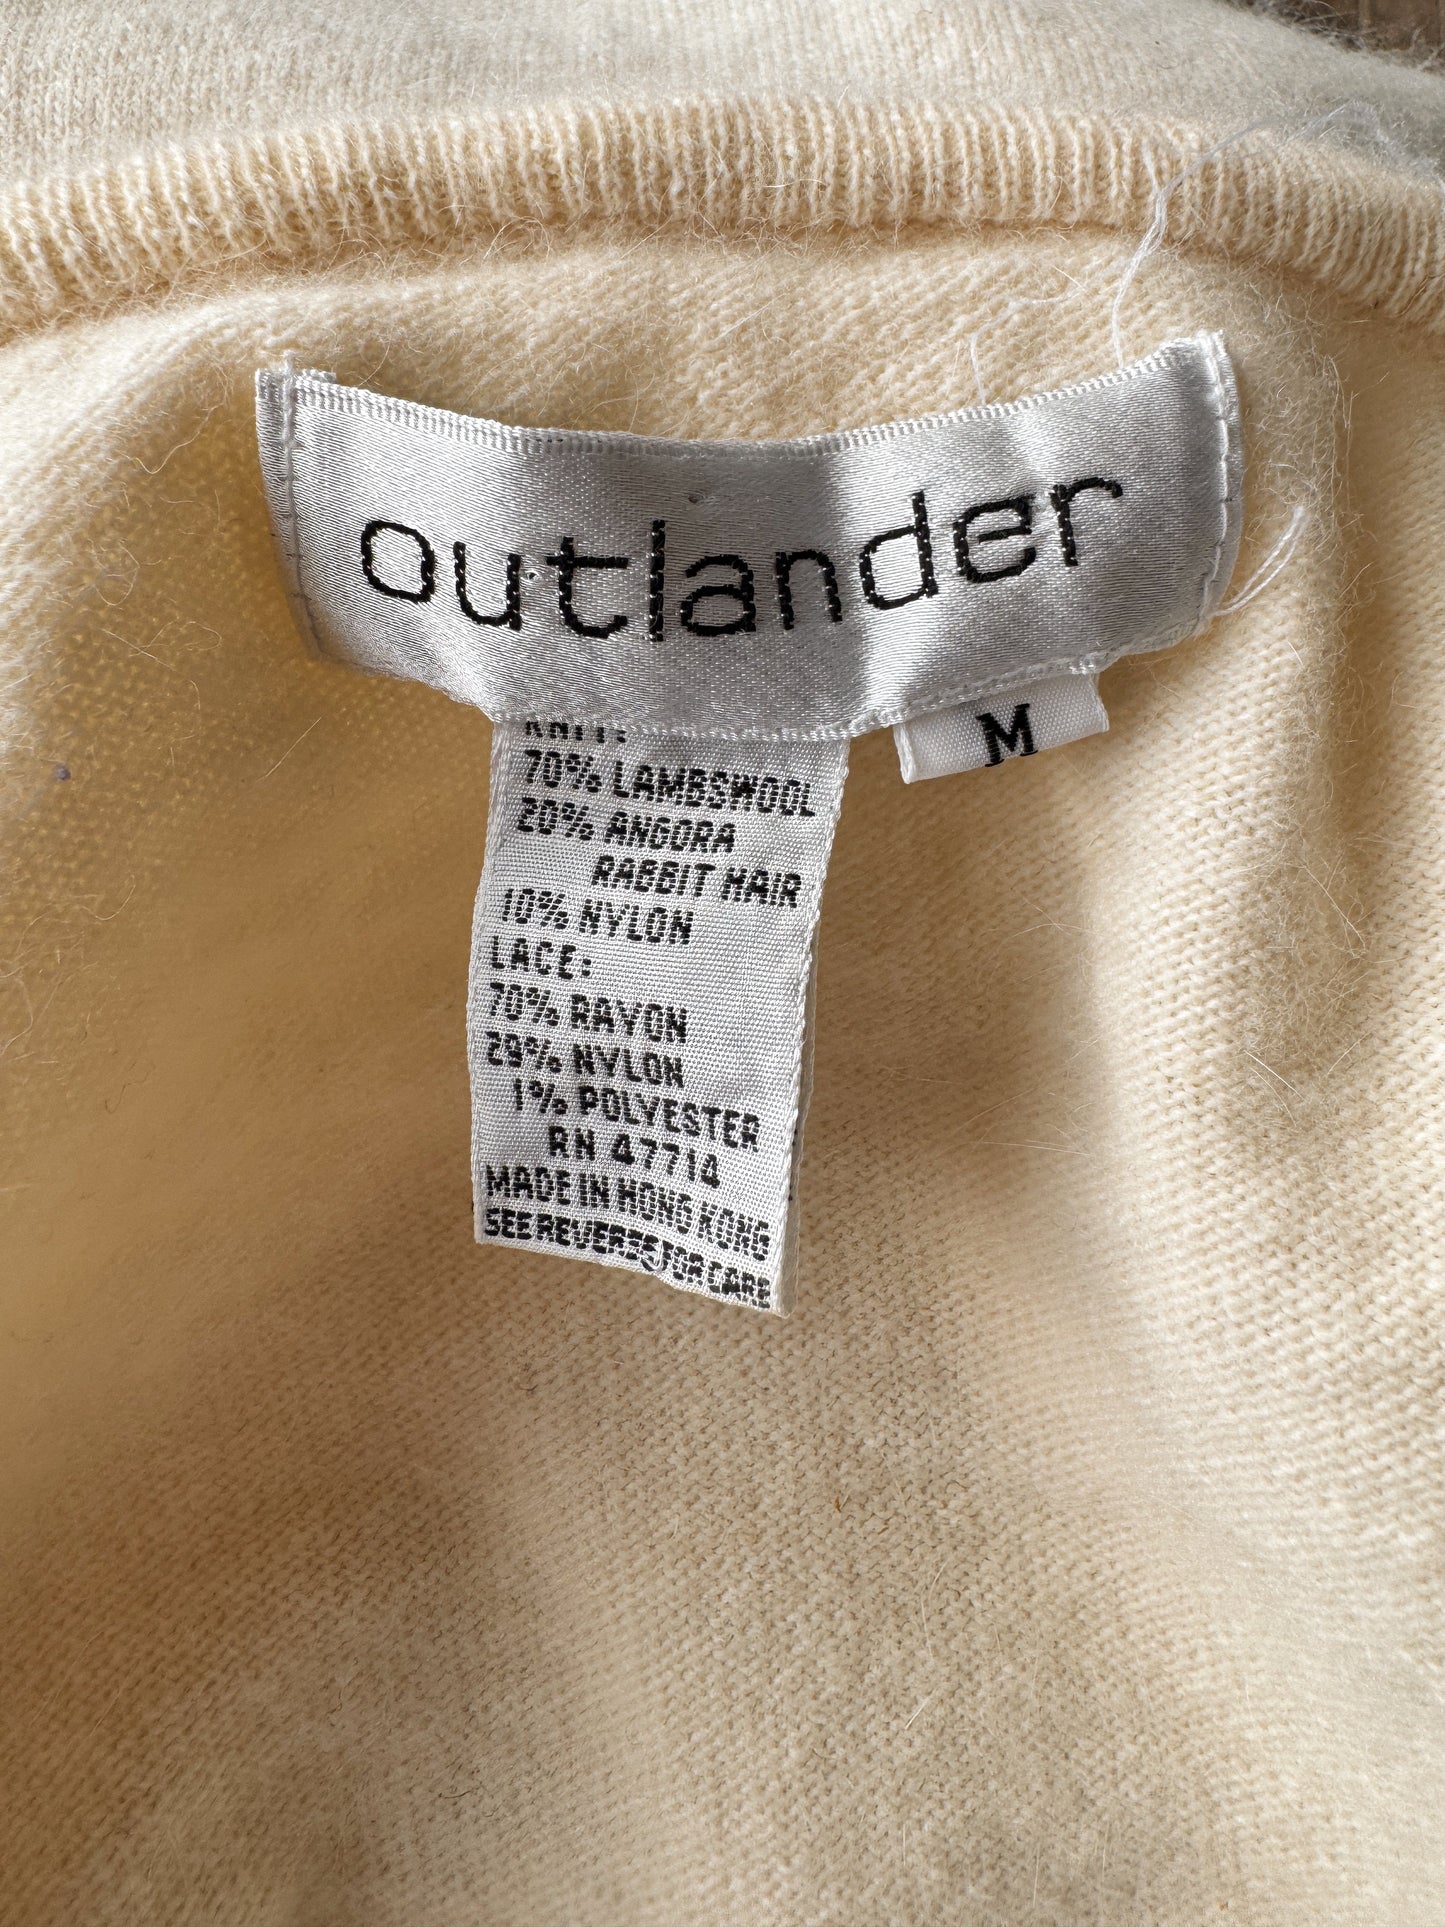 outlander
M
KNIT:
70% LAMBSWOOL
20% ANGORA
RABBIT HAIR
10% NYLON
LACE:
70% RAYON
29% NYLON
1% POLYESTER
RN 47714
MADE IN HONG KONG
SEE REVERSE FOR CARE